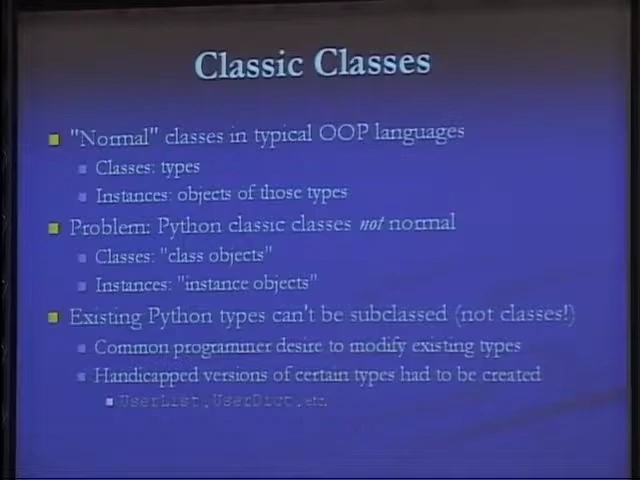 Classic Classes
"Normal" classes in typical OOP languages
Classes: types
Instances: objects of those types
Problem: Python classic classes not normal
Classes: "class objects"
Instances: "instance objects"
Existing Python types can't be subclassed (not classes!)
Common programmer desire to modify existing types
Handicapped versions of certain types had to be created
UserList, UserDict, etc.